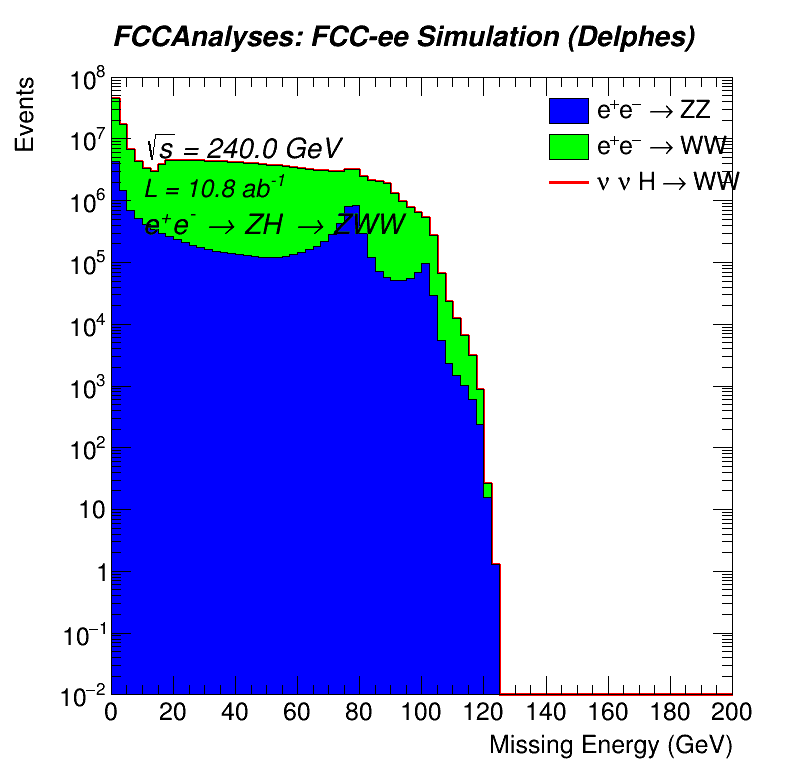 FCCAnalyses: FCC-ee Simulation (Delphes)
Events
10⁸
10⁷
10⁶
10⁵
10⁴
10³
10²
10
1
10⁻¹
10⁻²
√s = 240.0 GeV
L = 10.8 ab⁻¹
e⁺e⁻ → ZH → ZWW
e⁺e⁻ → ZZ
e⁺e⁻ → WW
ν ν H → WW
0 20 40 60 80 100 120 140 160 180 200
Missing Energy (GeV)